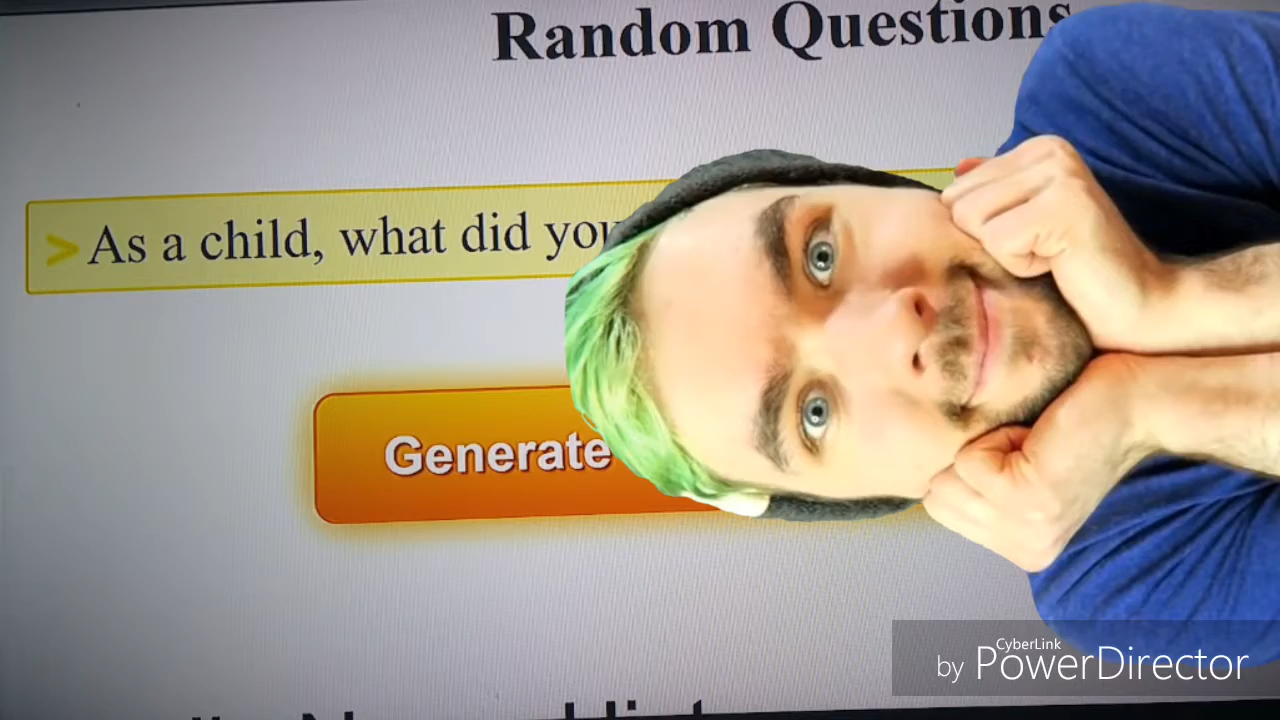 Random Questions
> As a child, what did you
Generate
CyberLink
by PowerDirector